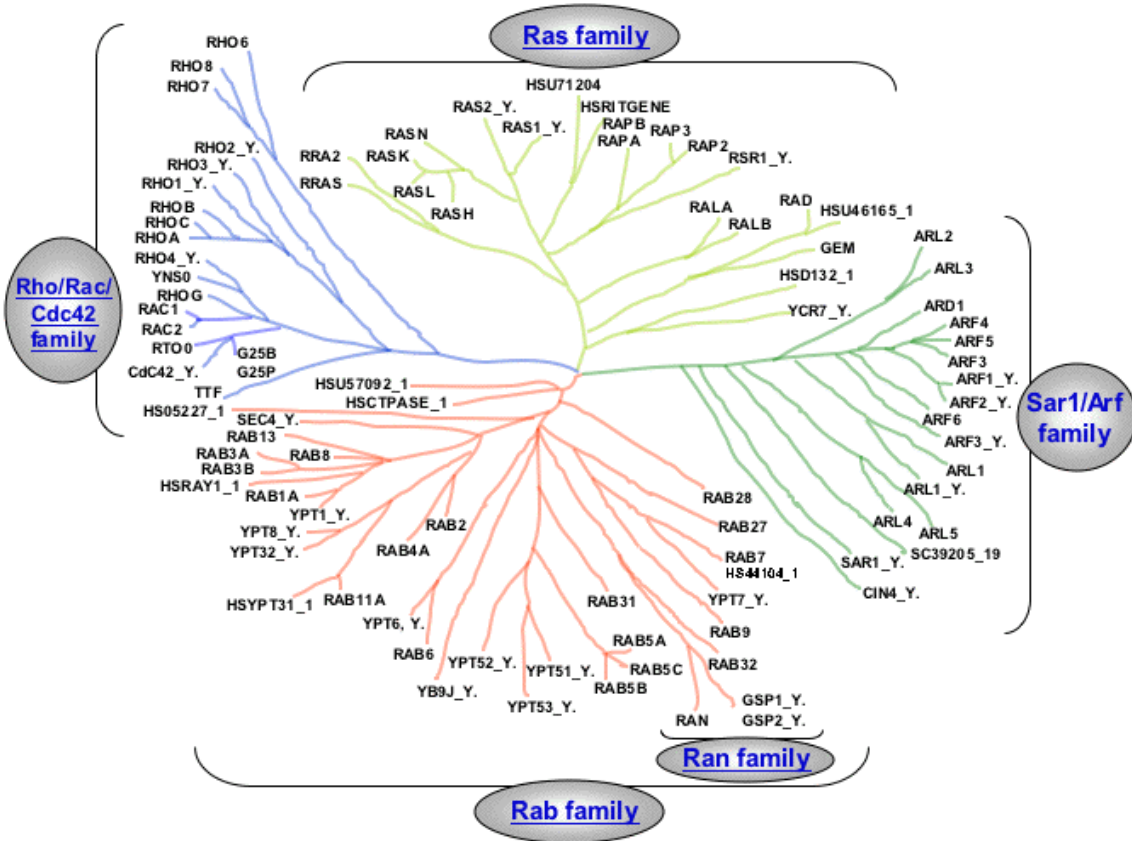 Ras family
RHO6
RHO8
RHO7
RHO2_Y.
RHO3_Y.
RHO1_Y.
RHOB
RHOC
RHOA
RHO4_Y.
YNS0
RHOG
RAC1
RAC2
RTO0
G25B
CdC42_Y.
G25P
TTF
Rho/Rac/
Cdc42
family
HSU71204
HSRITGENE
RAS2_Y.
RAS1_Y.
RAPB
RAPA
RAP3
RAP2
RSR1_Y.
RASN
RASK
RASL
RASH
RRA2
RRAS
RALA
RALB
RAD
HSU46165_1
GEM
HSD132_1
YCR7_Y.
ARL2
ARL3
ARD1
ARF4
ARF5
ARF3
ARF1_Y.
ARF2_Y.
ARF6
ARF3_Y.
ARL1
ARL1_Y.
ARL4
ARL5
SC39205_19
SAR1_Y.
CIN4_Y.
Sar1/Arf
family
HSU57092_1
HSCTPASE_1
HS05227_1
SEC4_Y.
RAB13
RAB3A
RAB8
RAB3B
HSRAY1_1
RAB1A
YPT1_Y.
YPT8_Y.
YPT32_Y.
RAB2
RAB4A
HSYPT31_1
RAB11A
YPT6, Y.
RAB6
YB9J_Y.
YPT52_Y.
YPT51_Y.
YPT53_Y.
RAB31
RAB5A
RAB5C
RAB5B
RAB28
RAB27
RAB7
YPT7_Y.
RAB9
RAB32
RAN
GSP1_Y.
GSP2_Y.
Ran family
Rab family